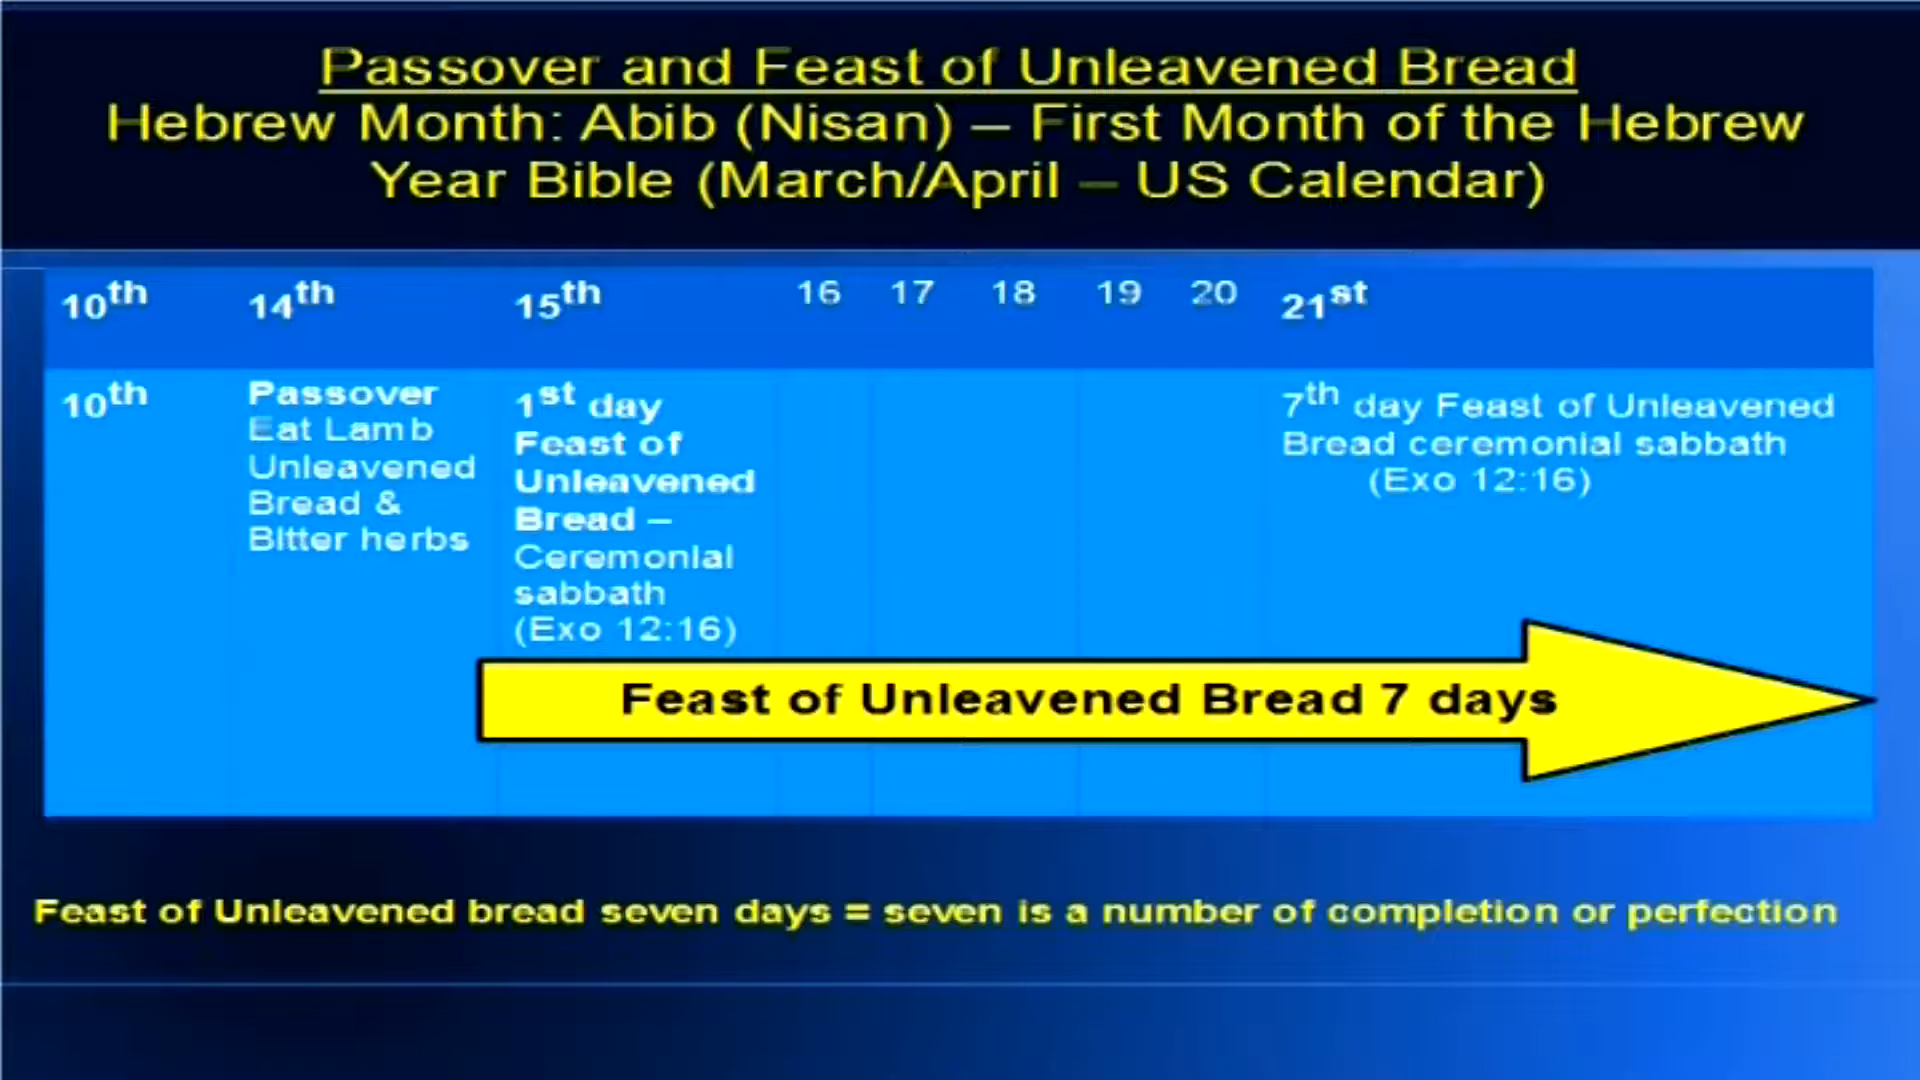 Passover and Feast of Unleavened Bread
Hebrew Month: Abib (Nisan) – First Month of the Hebrew
Year Bible (March/April – US Calendar)
10th 14th 15th 16 17 18 19 20 21st
10th
Passover
Eat Lamb
Unleavened
Bread &
Bitter herbs
1st day
Feast of
Unleavened
Bread –
Ceremonial
sabbath
(Exo 12:16)
7th day Feast of Unleavened
Bread ceremonial sabbath
(Exo 12:16)
Feast of Unleavened Bread 7 days
Feast of Unleavened bread seven days = seven is a number of completion or perfection